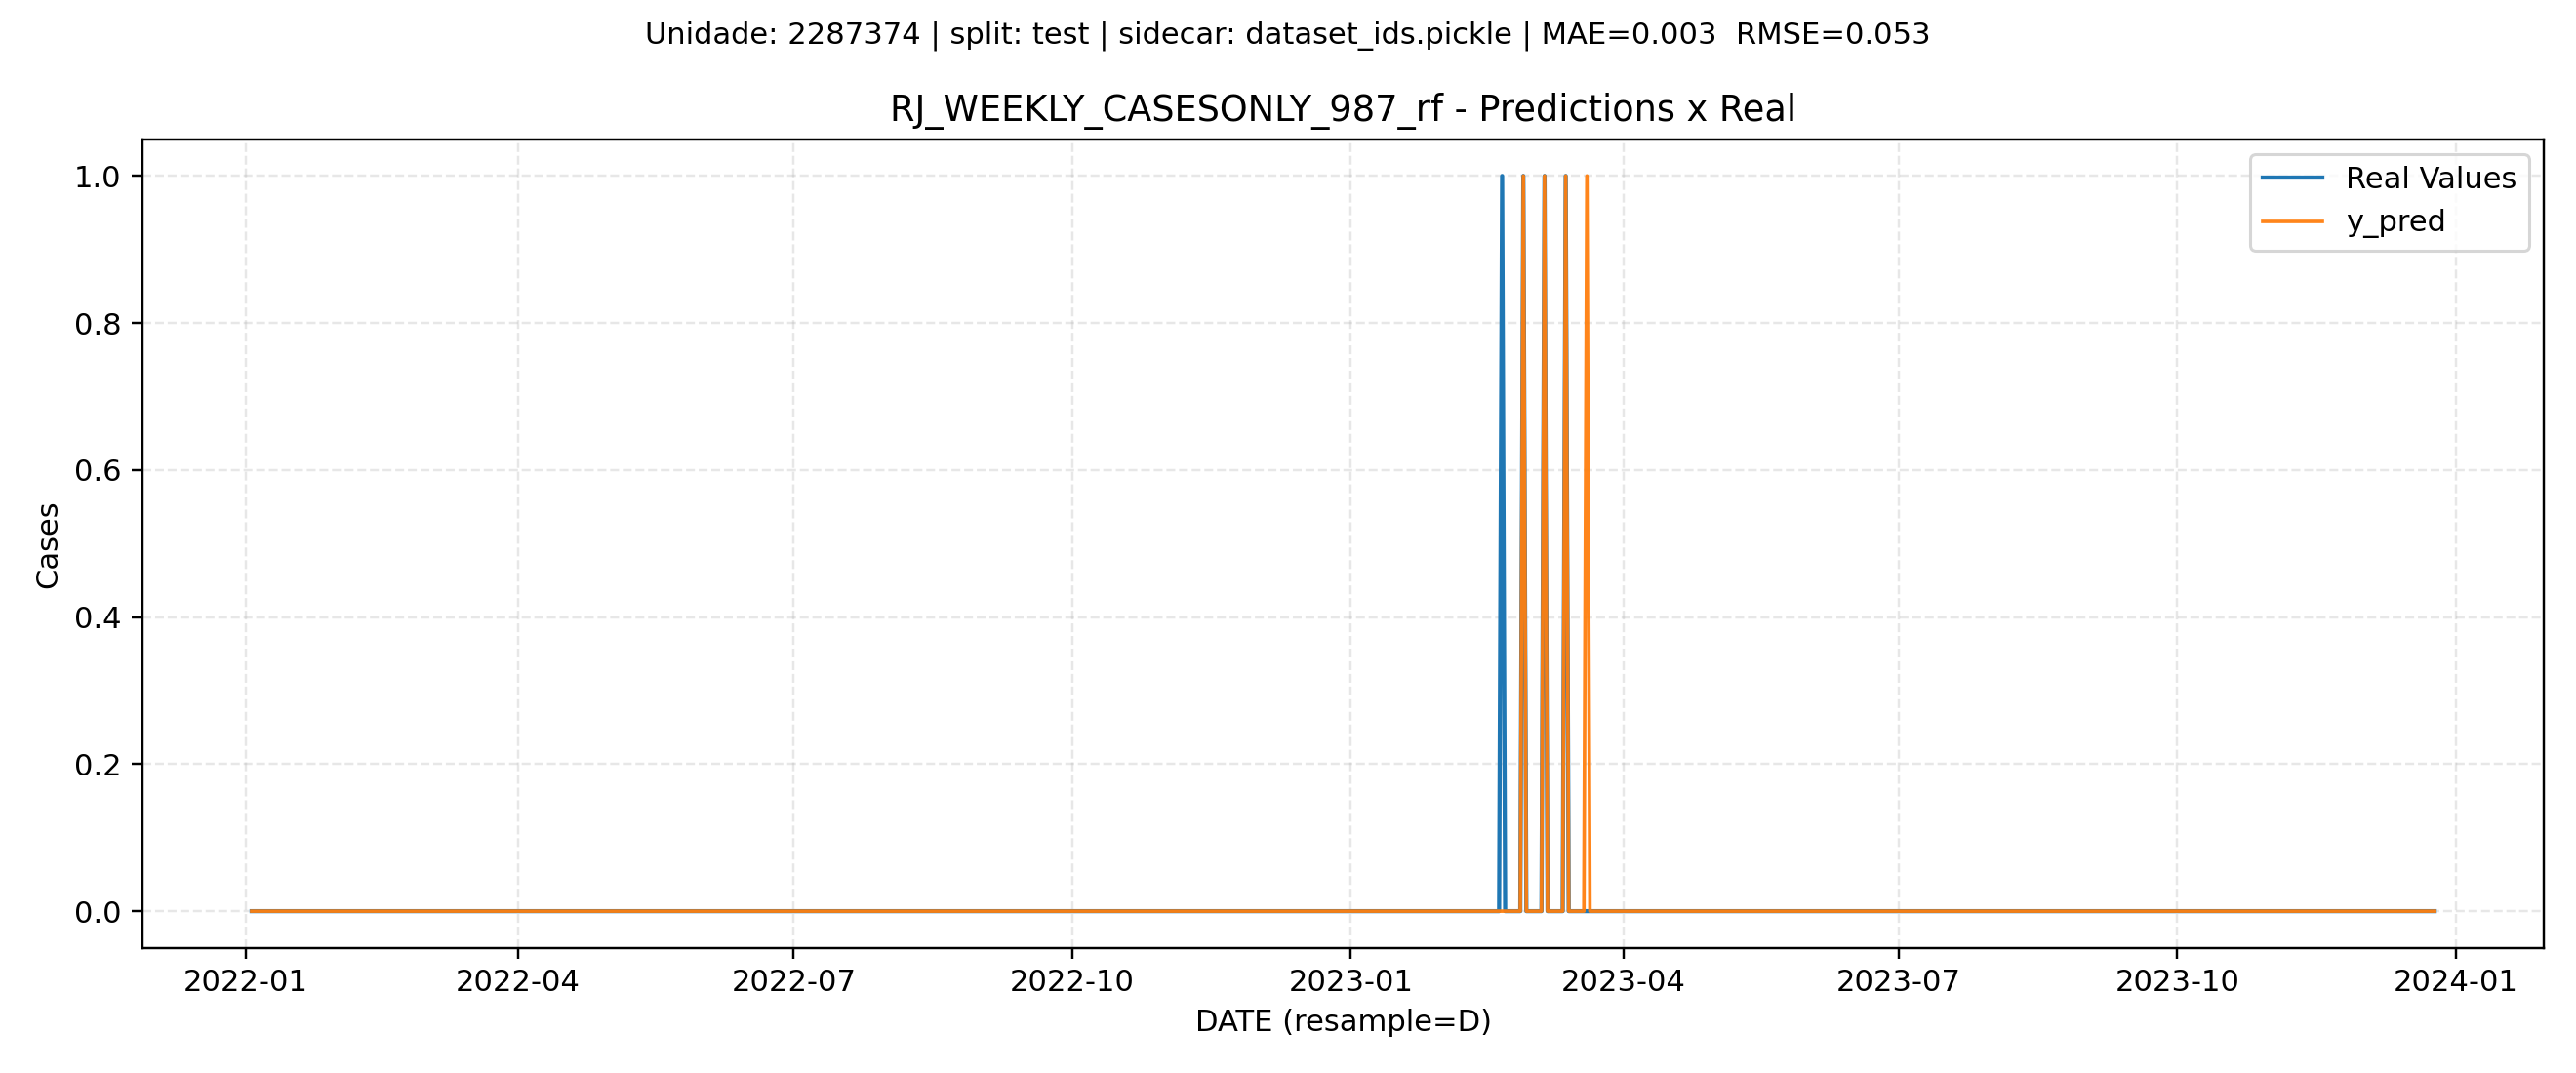 Unidade: 2287374 | split: test | sidecar: dataset_ids.pickle | MAE=0.003  RMSE=0.053
RJ_WEEKLY_CASESONLY_987_rf - Predictions x Real
Real Values
y_pred
1.0
0.8
0.6
0.4
0.2
0.0
Cases
2022-01
2022-04
2022-07
2022-10
2023-01
2023-04
2023-07
2023-10
2024-01
DATE (resample=D)